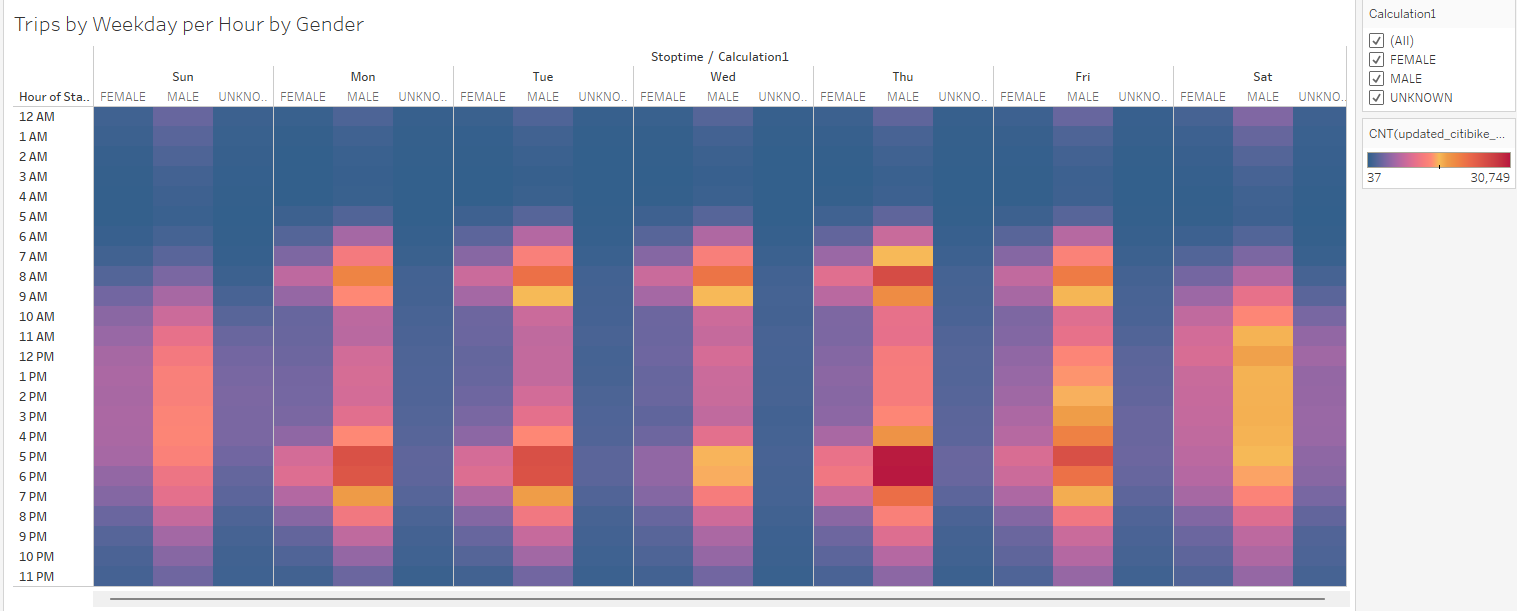 Trips by Weekday per Hour by Gender
Stoptime / Calculation1
Sun Mon Tue Wed Thu Fri Sat
Hour of Sta.. FEMALE MALE UNKNO.. FEMALE MALE UNKNO.. FEMALE MALE UNKNO.. FEMALE MALE UNKNO.. FEMALE MALE UNKNO.. FEMALE MALE UNKNO.. FEMALE MALE UNKNO..
12 AM
1 AM
2 AM
3 AM
4 AM
5 AM
6 AM
7 AM
8 AM
9 AM
10 AM
11 AM
12 PM
1 PM
2 PM
3 PM
4 PM
5 PM
6 PM
7 PM
8 PM
9 PM
10 PM
11 PM
Calculation1
(All)
FEMALE
MALE
UNKNOWN
CNT(updated_citibike_...
37 30,749